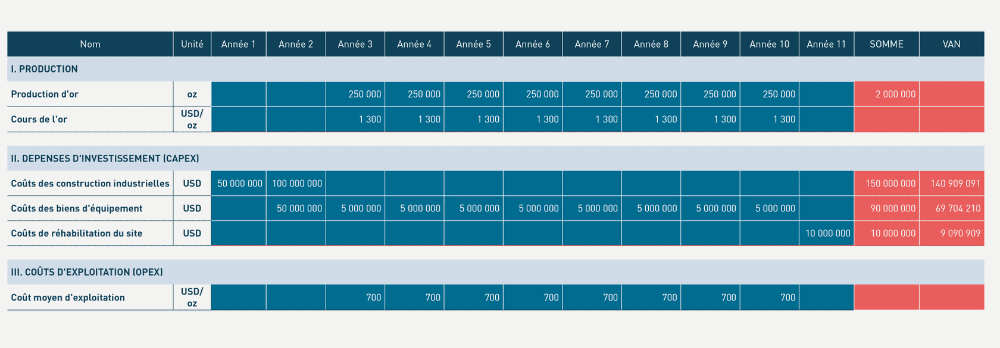 Nom Unité Année 1 Année 2 Année 3 Année 4 Année 5 Année 6 Année 7 Année 8 Année 9 Année 10 Année 11 SOMME VAN
I. PRODUCTION
Production d'or oz 250 000 250 000 250 000 250 000 250 000 250 000 250 000 250 000 2 000 000
Cours de l'or USD/ oz 1 300 1 300 1 300 1 300 1 300 1 300 1 300 1 300
II. DEPENSES D'INVESTISSEMENT (CAPEX)
Coûts des construction industrielles USD 50 000 000 100 000 000 150 000 000 140 909 091
Coûts des biens d'équipement USD 50 000 000 5 000 000 5 000 000 5 000 000 5 000 000 5 000 000 5 000 000 5 000 000 5 000 000 90 000 000 69 704 210
Coûts de réhabilitation du site USD 10 000 000 10 000 000 9 090 909
III. COÛTS D'EXPLOITATION (OPEX)
Coût moyen d'exploitation USD/ oz 700 700 700 700 700 700 700 700